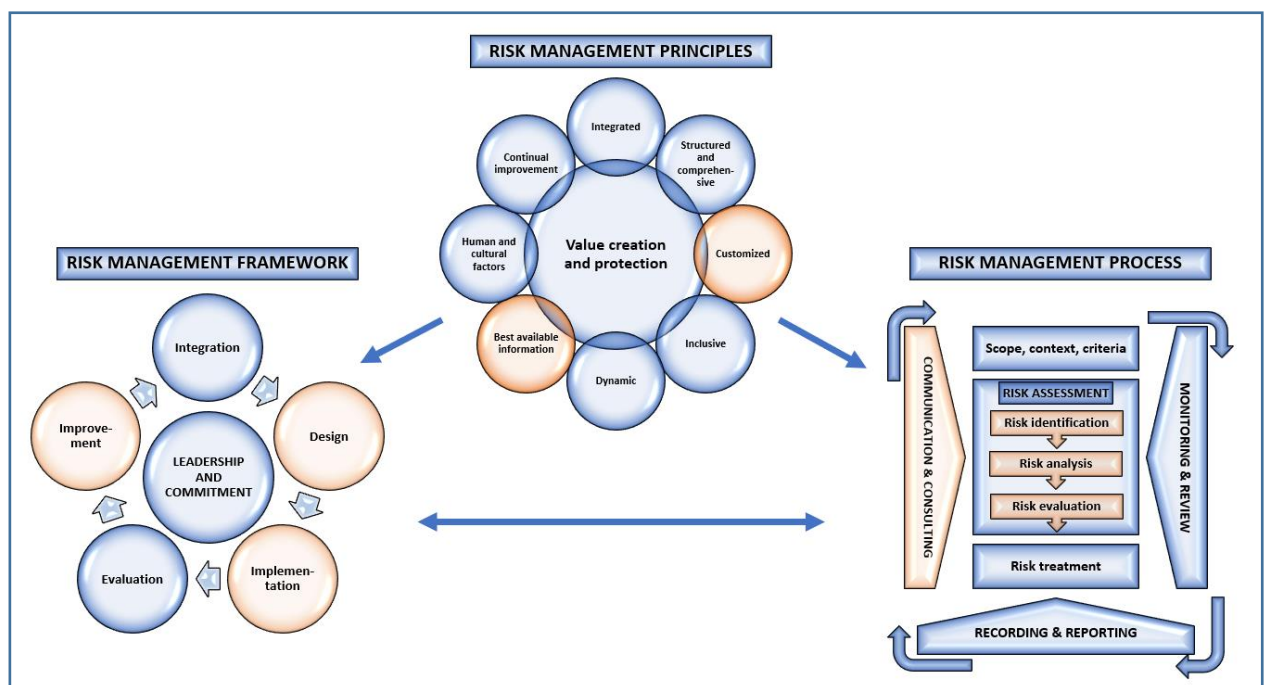 RISK MANAGEMENT PRINCIPLES
Integrated
Structured and
comprehen-
sive
Customized
Inclusive
Dynamic
Best available
information
Human and
cultural
factors
Continual
improvement
Value creation
and protection
RISK MANAGEMENT FRAMEWORK
Integration
Design
Implemen-
tation
Evaluation
Improve-
ment
LEADERSHIP
AND
COMMITMENT
RISK MANAGEMENT PROCESS
COMMUNICATION & CONSULTING
Scope, context, criteria
RISK ASSESSMENT
Risk identification
Risk analysis
Risk evaluation
Risk treatment
MONITORING & REVIEW
RECORDING & REPORTING